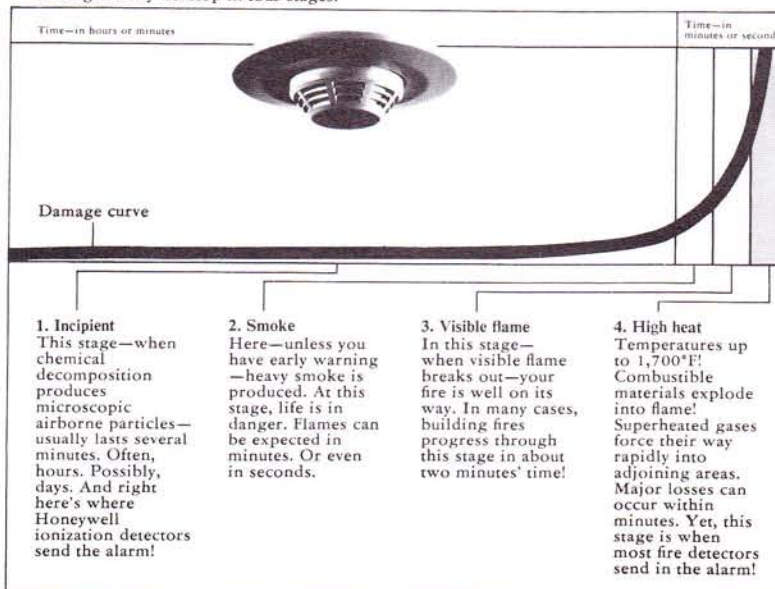 Time—in hours or minutes
Time—in
minutes or second
Damage curve
1. Incipient
This stage—when
chemical
decomposition
produces
microscopic
airborne particles—
usually lasts several
minutes. Often,
hours. Possibly,
days. And right
here's where
Honeywell
ionization detectors
send the alarm!
2. Smoke
Here—unless you
have early warning
—heavy smoke is
produced. At this
stage, life is in
danger. Flames can
be expected in
minutes. Or even
in seconds.
3. Visible flame
In this stage—
when visible flame
breaks out—your
fire is well on its
way. In many cases,
building fires
progress through
this stage in about
two minutes' time!
4. High heat
Temperatures up
to 1,700°F!
Combustible
materials explode
into flame!
Superheated gases
force their way
rapidly into
adjoining areas.
Major losses can
occur within
minutes. Yet, this
stage is when
most fire detectors
send in the alarm!